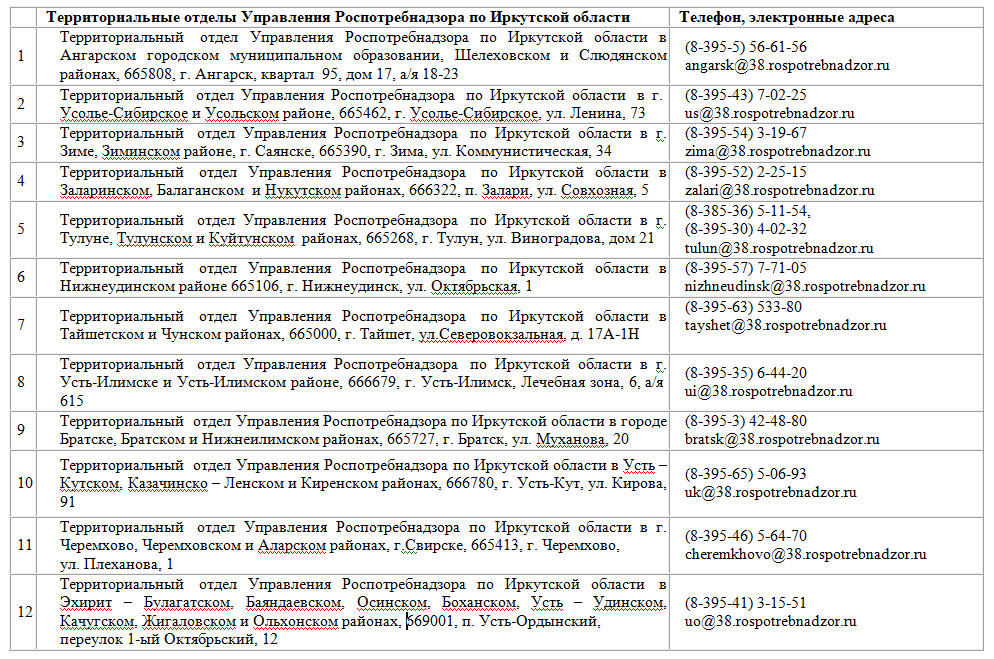 Территориальные отделы Управления Роспотребнадзора по Иркутской области
Телефон, электронные адреса
1
Территориальный отдел Управления Роспотребнадзора по Иркутской области в
Ангарском городском муниципальном образовании, Шелеховском и Слюдянском
районах, 665808, г. Ангарск, квартал 95, дом 17, а/я 18-23
(8-395-5) 56-61-56
angarsk@38.rospotrebnadzor.ru
2
Территориальный отдел Управления Роспотребнадзора по Иркутской области в г.
Усолье-Сибирское и Усольском районе, 665462, г. Усолье-Сибирское, ул. Ленина, 73
(8-395-43) 7-02-25
us@38.rospotrebnadzor.ru
3
Территориальный отдел Управления Роспотребнадзора по Иркутской области в г.
Зиме, Зиминском районе, г. Саянске, 665390, г. Зима, ул. Коммунистическая, 34
(8-395-54) 3-19-67
zima@38.rospotrebnadzor.ru
4
Территориальный отдел Управления Роспотребнадзора по Иркутской области в
Заларинском, Балаганском и Нукутском районах, 666322, п. Залари, ул. Совхозная, 5
(8-395-52) 2-25-15
zalari@38.rospotrebnadzor.ru
5
Территориальный отдел Управления Роспотребнадзора по Иркутской области в г.
Тулуне, Тулунском и Куйтунском районах, 665268, г. Тулун, ул. Виноградова, дом 21
(8-385-36) 5-11-54,
(8-395-30) 4-02-32
tulun@38.rospotrebnadzor.ru
6
Территориальный отдел Управления Роспотребнадзора по Иркутской области в
Нижнеудинском районе 665106, г. Нижнеудинск, ул. Октябрьская, 1
(8-395-57) 7-71-05
nizhneudinsk@38.rospotrebnadzor.ru
7
Территориальный отдел Управления Роспотребнадзора по Иркутской области в
Тайшетском и Чунском районах, 665000, г. Тайшет, ул.Северовокзальная, д. 17А-1Н
(8-395-63) 533-80
tayshet@38.rospotrebnadzor.ru
8
Территориальный отдел Управления Роспотребнадзора по Иркутской области в г.
Усть-Илимске и Усть-Илимском районе, 666679, г. Усть-Илимск, Лечебная зона, 6, а/я
615
(8-395-35) 6-44-20
ui@38.rospotrebnadzor.ru
9
Территориальный отдел Управления Роспотребнадзора по Иркутской области в городе
Братске, Братском и Нижнеилимском районах, 665727, г. Братск, ул. Муханова, 20
(8-395-3) 42-48-80
bratsk@38.rospotrebnadzor.ru
10
Территориальный отдел Управления Роспотребнадзора по Иркутской области в Усть –
Кутском, Казачинско – Ленском и Киренском районах, 666780, г. Усть-Кут, ул. Кирова,
91
(8-395-65) 5-06-93
uk@38.rospotrebnadzor.ru
11
Территориальный отдел Управления Роспотребнадзора по Иркутской области в г.
Черемхово, Черемховском и Аларском районах, г.Свирске, 665413, г. Черемхово,
ул. Плеханова, 1
(8-395-46) 5-64-70
cheremkhovo@38.rospotrebnadzor.ru
12
Территориальный отдел Управления Роспотребнадзора по Иркутской области в
Эхирит – Булагатском, Баяндаевском, Осинском, Боханском, Усть – Удинском,
Качугском, Жигаловском и Ольхонском районах, 669001, п. Усть-Ордынский,
переулок 1-ый Октябрьский, 12
(8-395-41) 3-15-51
uo@38.rospotrebnadzor.ru